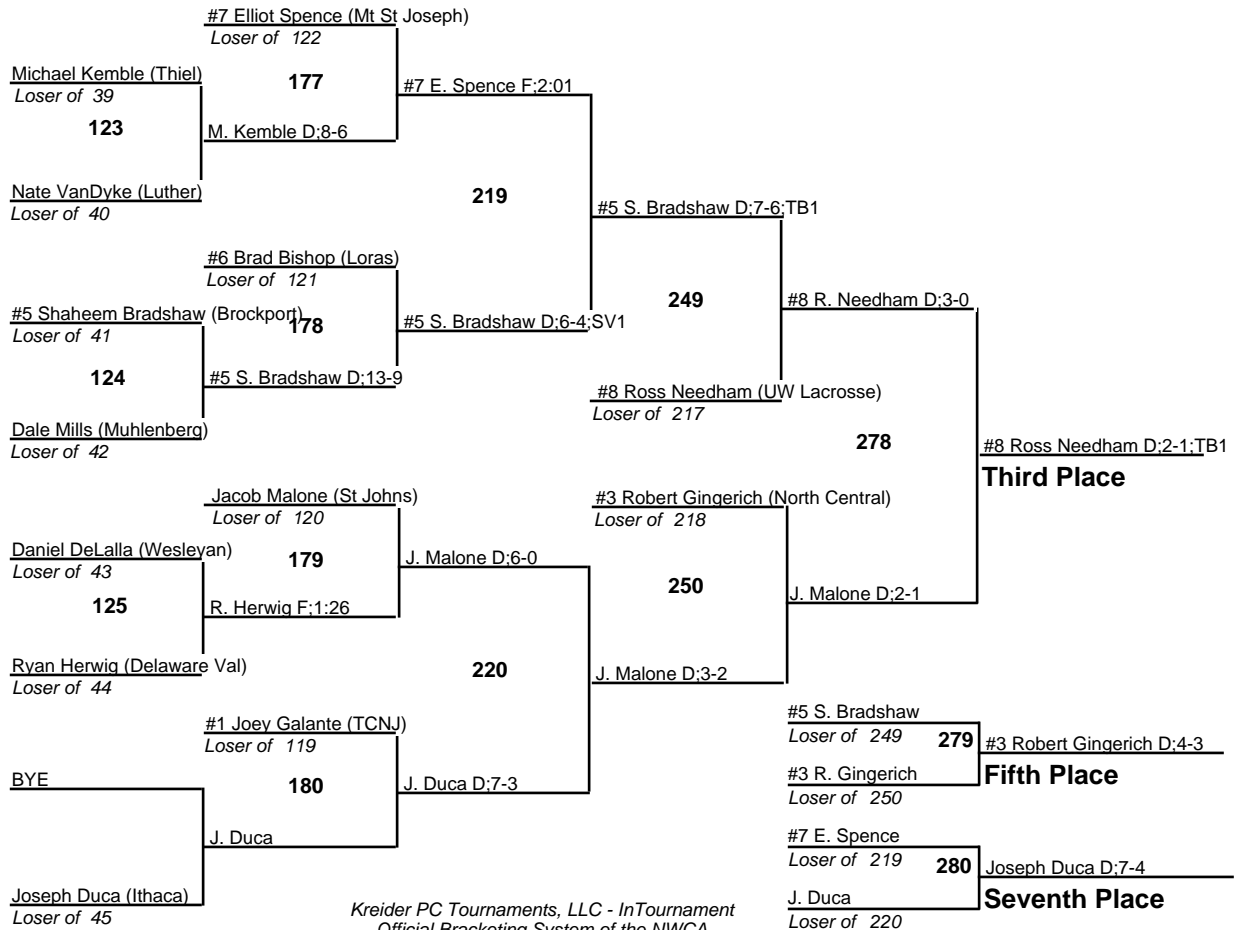 #7 Elliot Spence (Mt St Joseph)
Loser of 122
Michael Kemble (Thiel)
Loser of 39
177
#7 E. Spence F;2:01
123
M. Kemble D;8-6
Nate VanDyke (Luther)
Loser of 40
219
#5 S. Bradshaw D;7-6;TB1
#6 Brad Bishop (Loras)
Loser of 121
#5 Shaheem Bradshaw (Brockport)
Loser of 41
178
#5 S. Bradshaw D;6-4;SV1
249
#8 R. Needham D;3-0
124
#5 S. Bradshaw D;13-9
#8 Ross Needham (UW Lacrosse)
Loser of 217
Dale Mills (Muhlenberg)
Loser of 42
278
#8 Ross Needham D;2-1;TB1
Third Place
Jacob Malone (St Johns)
Loser of 120
#3 Robert Gingerich (North Central)
Loser of 218
Daniel DeLalla (Wesleyan)
Loser of 43
179
J. Malone D;6-0
250
J. Malone D;2-1
125
R. Herwig F;1:26
Ryan Herwig (Delaware Val)
Loser of 44
220
J. Malone D;3-2
#1 Joey Galante (TCNJ)
Loser of 119
#5 S. Bradshaw
Loser of 249
279
#3 Robert Gingerich D;4-3
Fifth Place
BYE
180
J. Duca D;7-3
#3 R. Gingerich
Loser of 250
J. Duca
#7 E. Spence
Loser of 219
280
Joseph Duca D;7-4
Seventh Place
Joseph Duca (Ithaca)
Loser of 45
J. Duca
Loser of 220
Kreider PC Tournaments, LLC - InTournament
Official Bracketing System of the NWCA